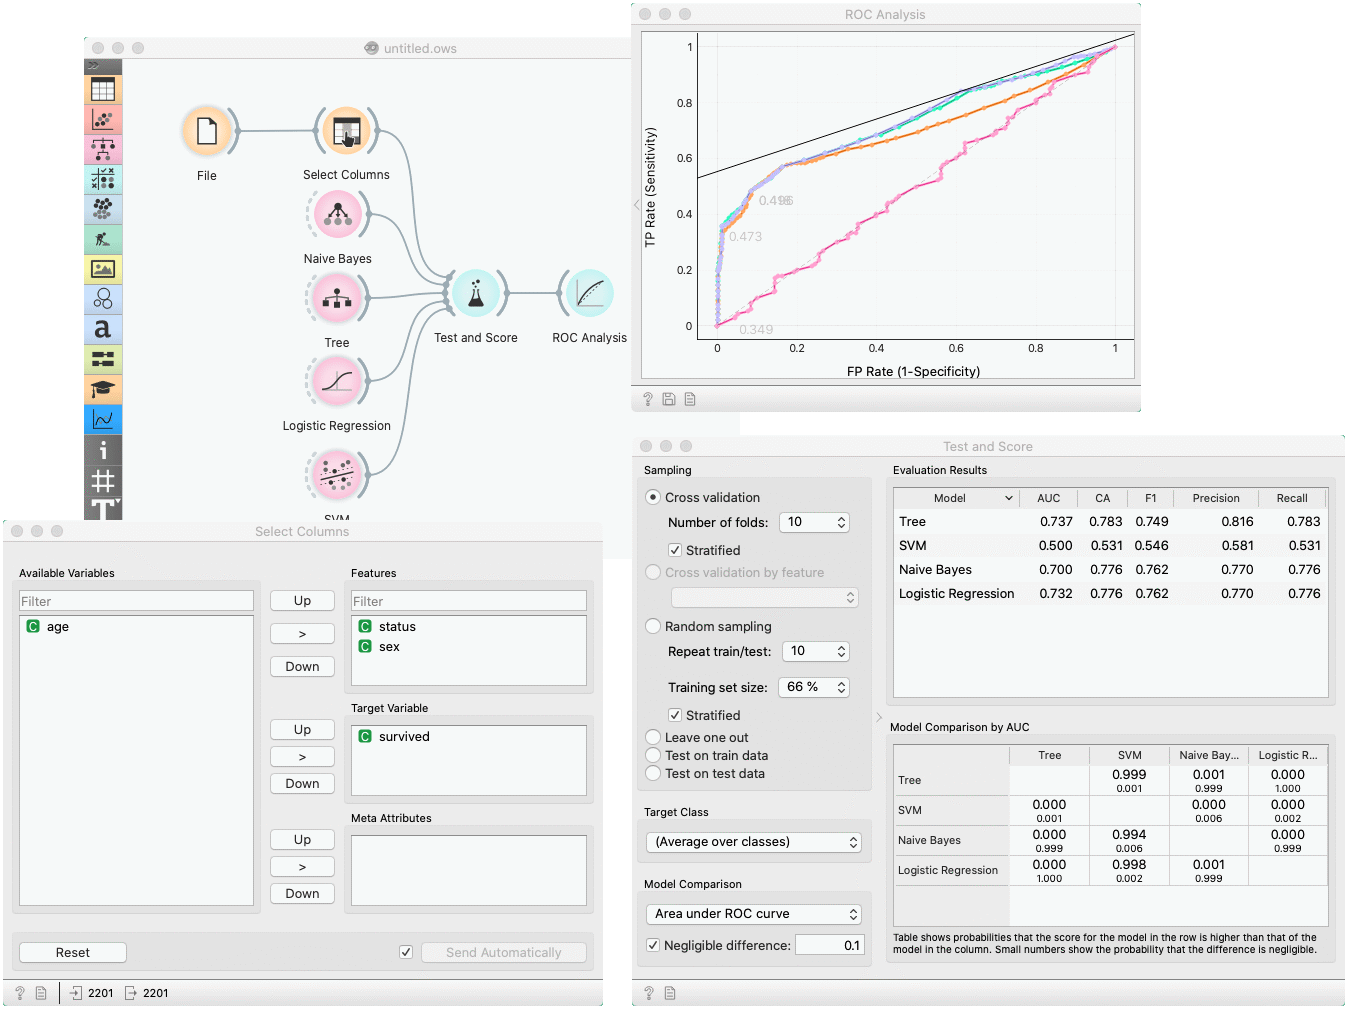 untitled.ows
File
Select Columns
Naive Bayes
Tree
Logistic Regression
SVM
Test and Score
ROC Analysis
a
i
T
ROC Analysis
TP Rate (Sensitivity)
1
0.8
0.6
0.4
0.2
0
0.473
0.349
0 0.2 0.4 0.6 0.8 1
FP Rate (1-Specificity)
?
Select Columns
Available Variables
Filter
C age
Up
>
Down
Features
Filter
C status
C sex
Up
>
Down
Target Variable
C survived
Up
>
Down
Meta Attributes
Reset
Send Automatically
? 2201 2201
Test and Score
Sampling
Cross validation
Number of folds: 10
Stratified
Cross validation by feature
Random sampling
Repeat train/test: 10
Training set size: 66 %
Stratified
Leave one out
Test on train data
Test on test data
Target Class
(Average over classes)
Model Comparison
Area under ROC curve
Negligible difference: 0.1
Evaluation Results
Model AUC CA F1 Precision Recall
Tree 0.737 0.783 0.749 0.816 0.783
SVM 0.500 0.531 0.546 0.581 0.531
Naive Bayes 0.700 0.776 0.762 0.770 0.776
Logistic Regression 0.732 0.776 0.762 0.770 0.776
Model Comparison by AUC
Tree SVM Naive Bay... Logistic R...
Tree 0.999 0.001 0.000
0.001 0.999 1.000
SVM 0.000 0.000 0.000
0.001 0.006 0.002
Naive Bayes 0.000 0.994 0.000
0.999 0.006 0.999
Logistic Regression 0.000 0.998 0.001
1.000 0.002 0.999
Table shows probabilities that the score for the model in the row is higher than that of the
model in the column. Small numbers show the probability that the difference is negligible.
?